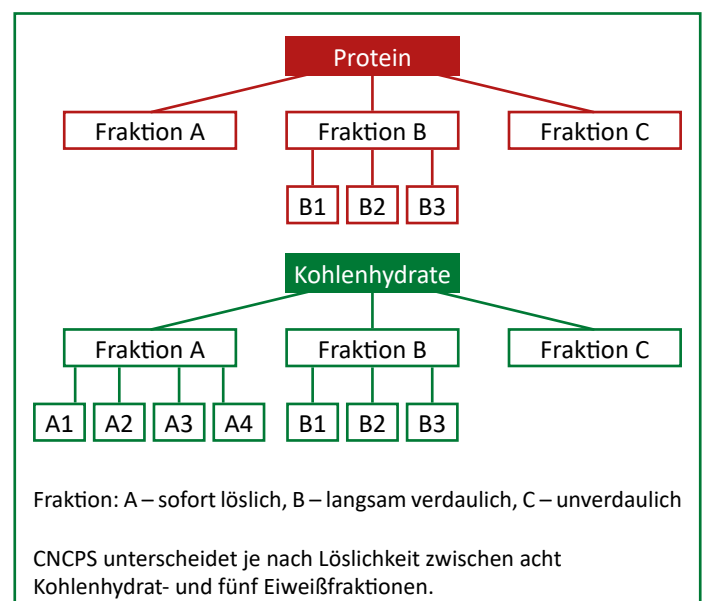 Protein
Fraktion A Fraktion B Fraktion C
B1 B2 B3
Kohlenhydrate
Fraktion A Fraktion B Fraktion C
A1 A2 A3 A4 B1 B2 B3
Fraktion: A – sofort löslich, B – langsam verdaulich, C – unverdaulich
CNCPS unterscheidet je nach Löslichkeit zwischen acht
Kohlenhydrat- und fünf Eiweißfraktionen.